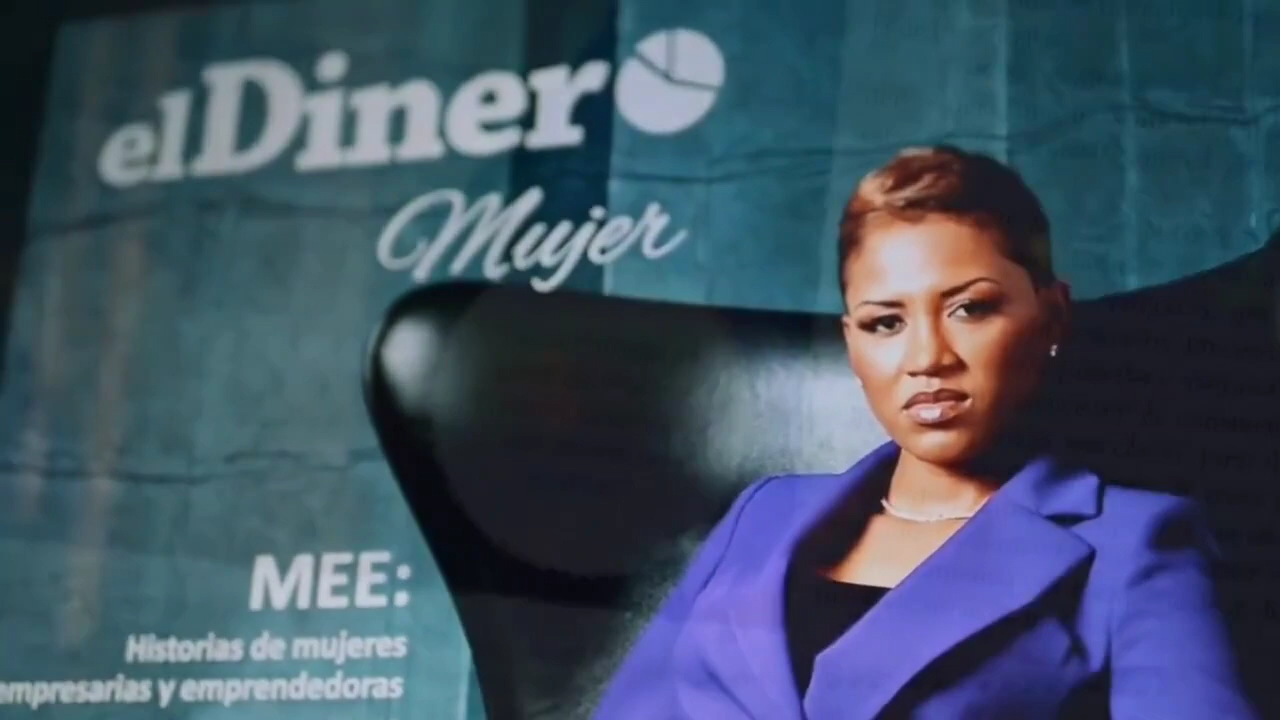 elDinero
Mujer
MEE:
Historias de mujeres
empresarias y emprendedoras